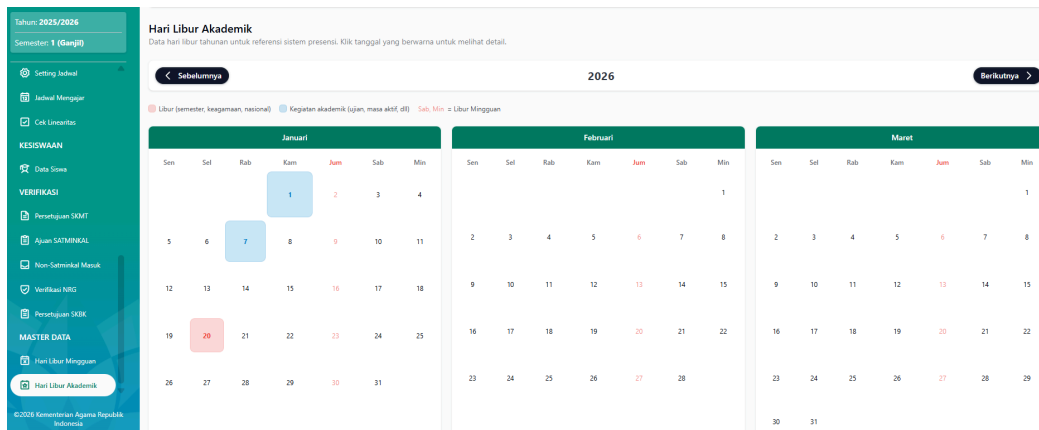 Tahun: 2025/2026
Semester: 1 (Ganjil)
Setting Jadwal
Jadwal Mengajar
Cek Linearitas
KESISWAAN
Data Siswa
VERIFIKASI
Persetujuan SKMT
Ajuan SATMINKAL
Non-Satminkal Masuk
Verifikasi NRG
Persetujuan SKBK
MASTER DATA
Hari Libur Mingguan
Hari Libur Akademik
©2026 Kementerian Agama Republik
Indonesia
Hari Libur Akademik
Data hari libur tahunan untuk referensi sistem presensi. Klik tanggal yang berwarna untuk melihat detail.
Sebelumnya
2026
Berikutnya
Libur (semester, keagamaan, nasional) Kegiatan akademik (ujian, masa aktif, dll) Sab, Min = Libur Mingguan
Januari
Sen Sel Rab Kam Jum Sab Min
1 2 3 4
5 6 7 8 9 10 11
12 13 14 15 16 17 18
19 20 21 22 23 24 25
26 27 28 29 30 31
Februari
Sen Sel Rab Kam Jum Sab Min
1
2 3 4 5 6 7 8
9 10 11 12 13 14 15
16 17 18 19 20 21 22
23 24 25 26 27 28
Maret
Sen Sel Rab Kam Jum Sab Min
1
2 3 4 5 6 7 8
9 10 11 12 13 14 15
16 17 18 19 20 21 22
23 24 25 26 27 28 29
30 31